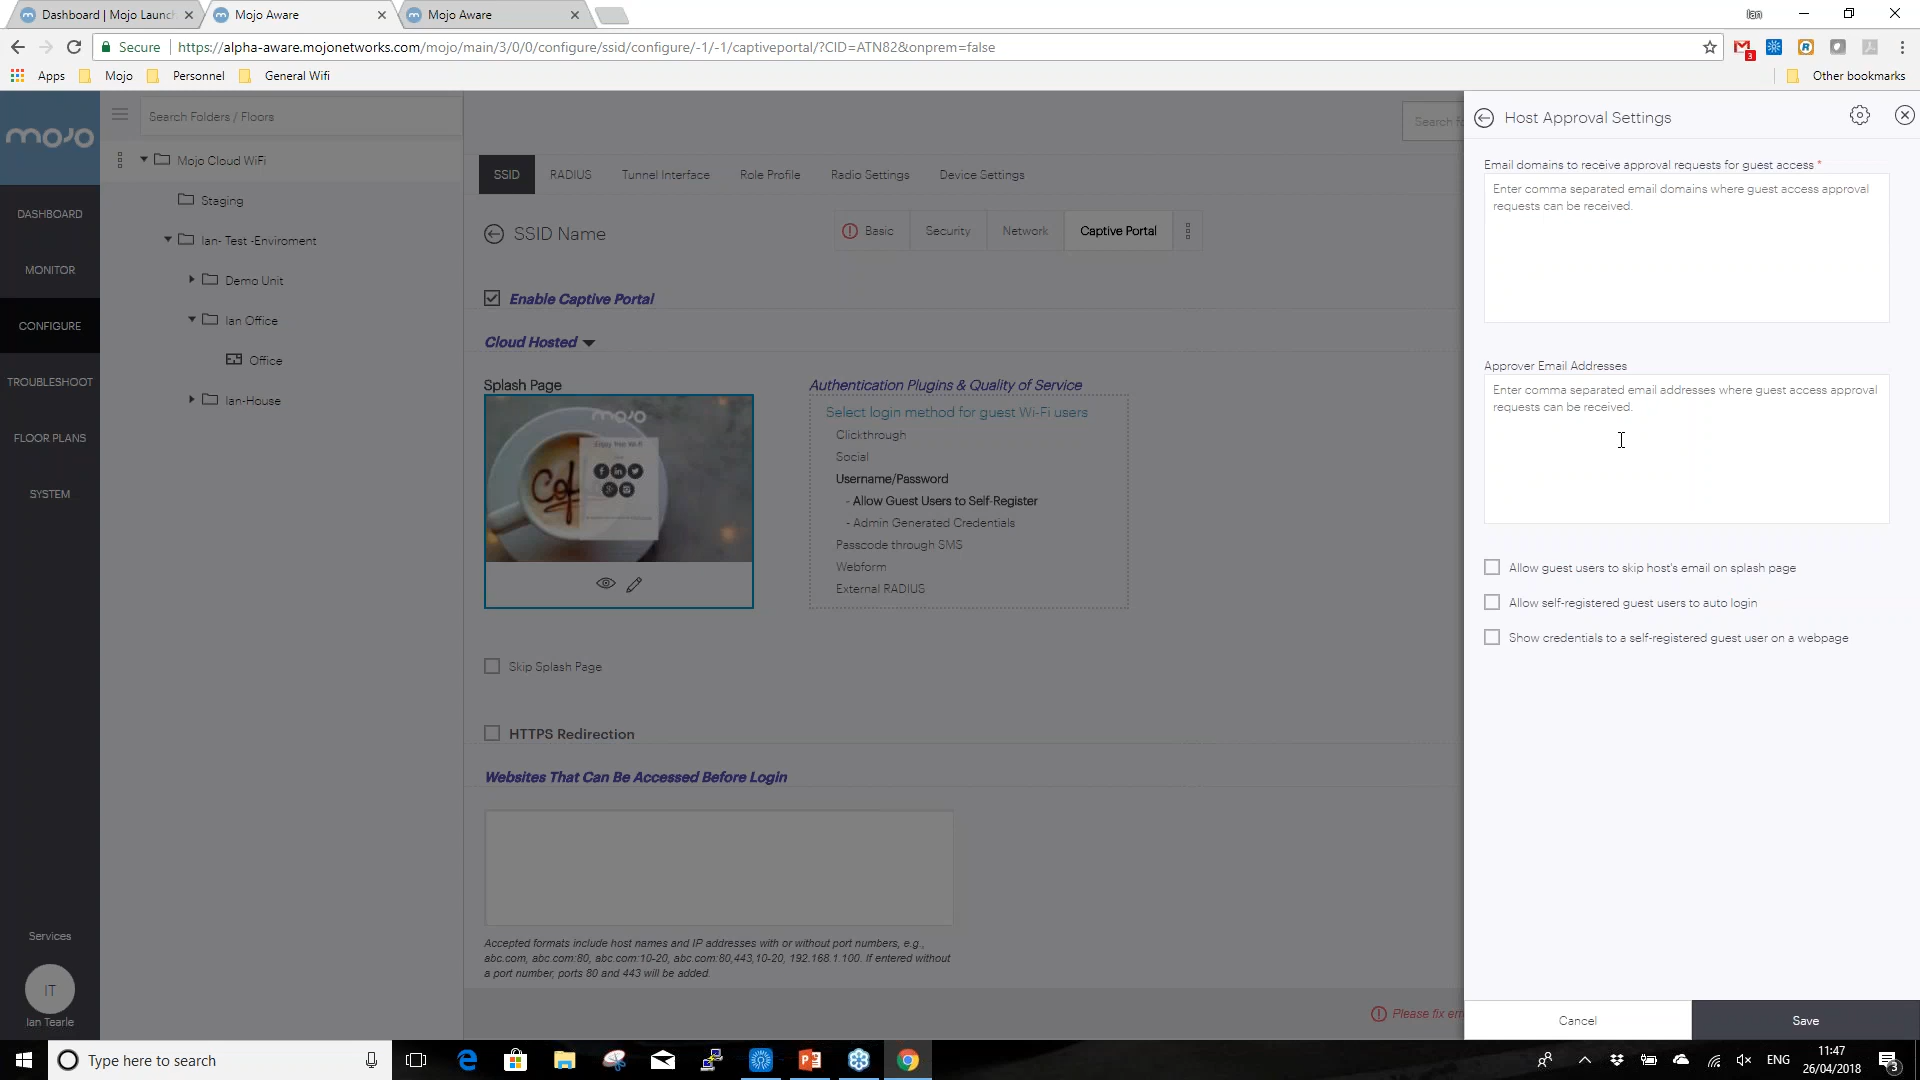 Dashboard | Mojo Launch
Mojo Aware
Mojo Aware
Ian
Secure
https://alpha-aware.mojonetworks.com/mojo/main/3/0/0/configure/ssid/configure/-1/-1/captiveportal/?CID=ATN82&onprem=false
3
Apps
Mojo
Personnel
General Wifi
Other bookmarks
mojo
DASHBOARD
MONITOR
CONFIGURE
TROUBLESHOOT
FLOOR PLANS
SYSTEM
Services
IT
Ian Tearle
Search Folders / Floors
Mojo Cloud WiFi
Staging
Ian- Test -Enviroment
Demo Unit
Ian Office
Office
Ian-House
SSID
RADIUS
Tunnel Interface
Role Profile
Radio Settings
Device Settings
SSID Name
Basic
Security
Network
Captive Portal
Enable Captive Portal
Cloud Hosted
Splash Page
mojo
Enjoy free Wi-Fi
Authentication Plugins & Quality of Service
Select login method for guest Wi-Fi users
Clickthrough
Social
Username/Password
- Allow Guest Users to Self-Register
- Admin Generated Credentials
Passcode through SMS
Webform
External RADIUS
Skip Splash Page
HTTPS Redirection
Websites That Can Be Accessed Before Login
Accepted formats include host names and IP addresses with or without port numbers, e.g.,
abc.com, abc.com:80, abc.com:10-20, abc.com:80,443,10-20, 192.168.1.100. If entered without
a port number, ports 80 and 443 will be added.
Please fix
Host Approval Settings
Email domains to receive approval requests for guest access *
Enter comma separated email domains where guest access approval
requests can be received.
Approver Email Addresses
Enter comma separated email addresses where guest access approval
requests can be received.
Allow guest users to skip host's email on splash page
Allow self-registered guest users to auto login
Show credentials to a self-registered guest user on a webpage
Cancel
Save
Type here to search
ENG
11:47
26/04/2018
3